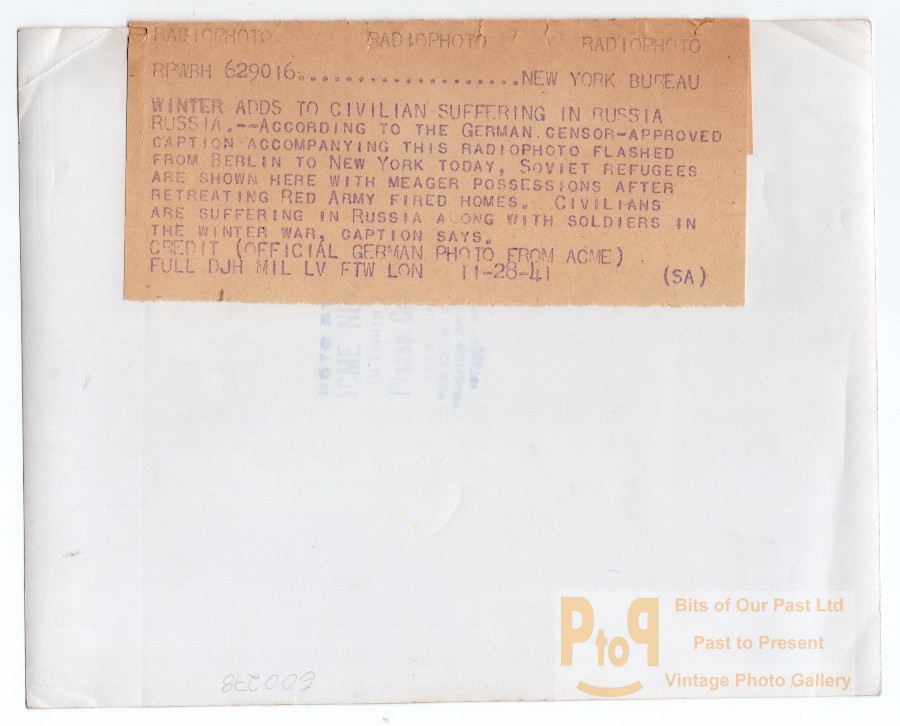 RADIOPHOTO RADIOPHOTO RADIOPHOTO
RPWBH 629016.....................NEW YORK BUREAU
WINTER ADDS TO CIVILIAN SUFFERING IN RUSSIA
RUSSIA.--ACCORDING TO THE GERMAN CENSOR-APPROVED
CAPTION ACCOMPANYING THIS RADIOPHOTO FLASHED
FROM BERLIN TO NEW YORK TODAY, SOVIET REFUGEES
ARE SHOWN HERE WITH MEAGER POSSESSIONS AFTER
RETREATING RED ARMY FIRED HOMES. CIVILIANS
ARE SUFFERING IN RUSSIA ALONG WITH SOLDIERS IN
THE WINTER WAR, CAPTION SAYS.
CREDIT (OFFICIAL GERMAN PHOTO FROM ACME)
FULL DJH MIL LV FTW LON 11-28-41 (SA)
ACME NE
600278
PtoP
Bits of Our Past Ltd
Past to Present
Vintage Photo Gallery